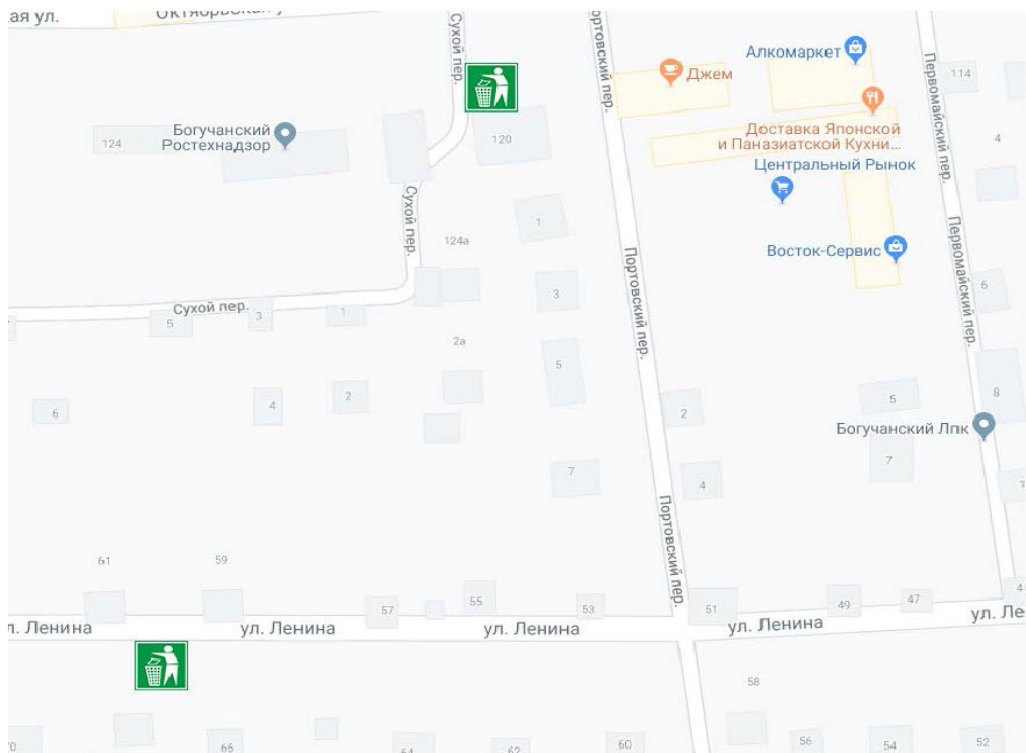 ая ул.
Октябрьская у
Сухой пер.
Портовский пер.
Алкомаркет
Джем
Первомайский пер.
114
Богучанский
Ростехнадзор
124
120
Доставка Японской
и Паназиатской Кухни...
4
Центральный Рынок
Сухой пер.
1
124а
Портовский пер.
Восток-Сервис
Первомайский пер.
3
6
Сухой пер.
5
3
1
2а
5
6
4
2
2
5
8
Богучанский Лпк
7
7
4
1
Портовский пер.
61
59
57
55
53
51
49
47
ул. Ленина
ул. Ленина
ул. Ленина
ул. Ленина
ул. Ле
58
66
64
62
60
56
54
52